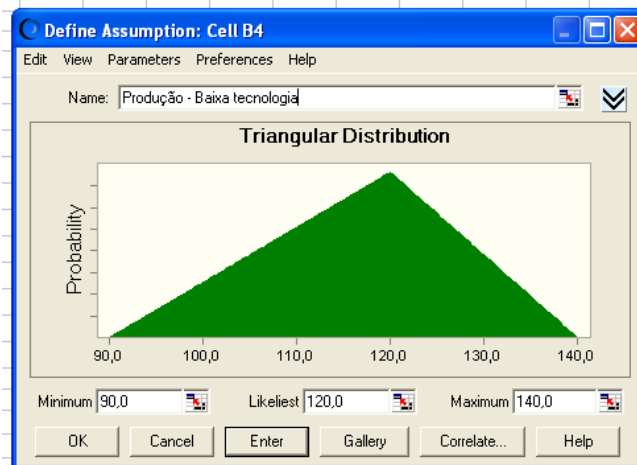 Define Assumption: Cell B4
Edit View Parameters Preferences Help
Name: Produção - Baixa tecnologia
Triangular Distribution
Probability
90,0 100,0 110,0 120,0 130,0 140,0
Minimum 90,0 Likeliest 120,0 Maximum 140,0
OK Cancel Enter Gallery Correlate... Help